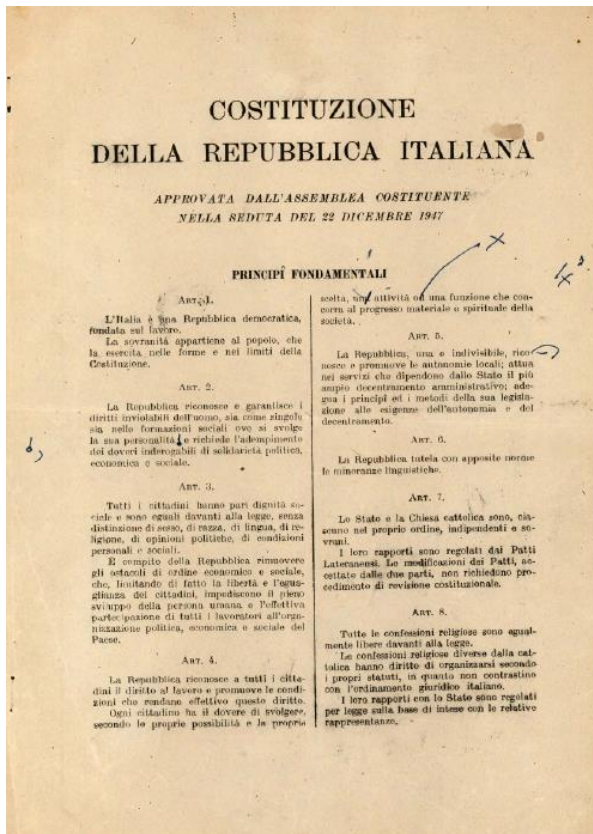 COSTITUZIONE
DELLA REPUBBLICA ITALIANA
APPROVATA DALL'ASSEMBLEA COSTITUENTE
NELLA SEDUTA DEL 22 DICEMBRE 1947
PRINCIPÎ FONDAMENTALI
ART. 1.
L'Italia è una Repubblica democratica,
fondata sul lavoro.
La sovranità appartiene al popolo, che
la esercita nelle forme e nei limiti della
Costituzione.
ART. 2.
La Repubblica riconosce e garantisce i
diritti inviolabili dell'uomo, sia come singolo
sia nelle formazioni sociali ove si svolge
la sua personalità, e richiede l'adempimento
dei doveri inderogabili di solidarietà politica,
economica e sociale.
ART. 3.
Tutti i cittadini hanno pari dignità so-
ciale e sono eguali davanti alla legge, senza
distinzione di sesso, di razza, di lingua, di re-
ligione, di opinioni politiche, di condizioni
personali e sociali.
È compito della Repubblica rimuovere
gli ostacoli di ordine economico e sociale,
che, limitando di fatto la libertà e l'egua-
glianza dei cittadini, impediscono il pieno
sviluppo della persona umana e l'effettiva
partecipazione di tutti i lavoratori all'orga-
nizzazione politica, economica e sociale del
Paese.
ART. 4.
La Repubblica riconosce a tutti i citta-
dini il diritto al lavoro e promuove le condi-
zioni che rendano effettivo questo diritto.
Ogni cittadino ha il dovere di svolgere,
secondo le proprie possibilità e la propria
scelta, una attività od una funzione che con-
corra al progresso materiale o spirituale della
società.
ART. 5.
La Repubblica, una e indivisibile, rico-
nosce e promuove le autonomie locali; attua
nei servizi che dipendono dallo Stato il più
ampio decentramento amministrativo; ade-
gua i principî ed i metodi della sua legisla-
zione alle esigenze dell'autonomia e del
decentramento.
ART. 6.
La Repubblica tutela con apposite norme
le minoranze linguistiche.
ART. 7.
Lo Stato e la Chiesa cattolica sono, cia-
scuno nel proprio ordine, indipendenti e so-
vrani.
I loro rapporti sono regolati dai Patti
Lateranensi. Le modificazioni dei Patti, ac-
cettate dalle due parti, non richiedono pro-
cedimento di revisione costituzionale.
ART. 8.
Tutte le confessioni religiose sono egual-
mente libere davanti alla legge.
Le confessioni religiose diverse dalla cat-
tolica hanno diritto di organizzarsi secondo
i propri statuti, in quanto non contrastino
con l'ordinamento giuridico italiano.
I loro rapporti con lo Stato sono regolati
per legge sulla base di intese con le relative
rappresentanze.